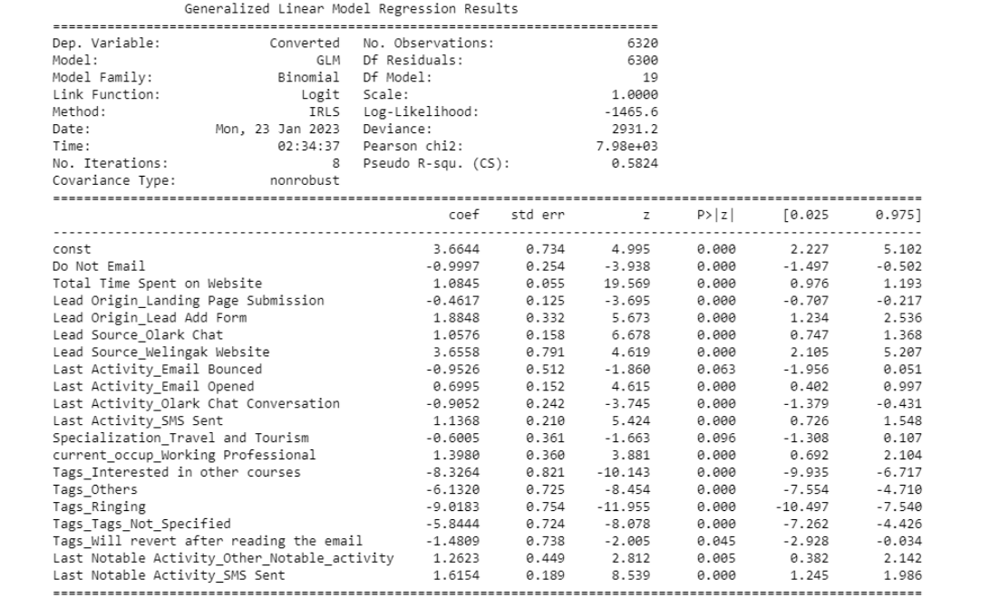 Generalized Linear Model Regression Results
==============================================================================
Dep. Variable: Converted No. Observations: 6320
Model: GLM Df Residuals: 6300
Model Family: Binomial Df Model: 19
Link Function: Logit Scale: 1.0000
Method: IRLS Log-Likelihood: -1465.6
Date: Mon, 23 Jan 2023 Deviance: 2931.2
Time: 02:34:37 Pearson chi2: 7.98e+03
No. Iterations: 8 Pseudo R-squ. (CS): 0.5824
Covariance Type: nonrobust
================================================================================================================
coef std err z P>|z| [0.025 0.975]
----------------------------------------------------------------------------------------------------------------
const 3.6644 0.734 4.995 0.000 2.227 5.102
Do Not Email -0.9997 0.254 -3.938 0.000 -1.497 -0.502
Total Time Spent on Website 1.0845 0.055 19.569 0.000 0.976 1.193
Lead Origin_Landing Page Submission -0.4617 0.125 -3.695 0.000 -0.707 -0.217
Lead Origin_Lead Add Form 1.8848 0.332 5.673 0.000 1.234 2.536
Lead Source_Olark Chat 1.0576 0.158 6.678 0.000 0.747 1.368
Lead Source_Welingak Website 3.6558 0.791 4.619 0.000 2.105 5.207
Last Activity_Email Bounced -0.9526 0.512 -1.860 0.063 -1.956 0.051
Last Activity_Email Opened 0.6995 0.152 4.615 0.000 0.402 0.997
Last Activity_Olark Chat Conversation -0.9052 0.242 -3.745 0.000 -1.379 -0.431
Last Activity_SMS Sent 1.1368 0.210 5.424 0.000 0.726 1.548
Specialization_Travel and Tourism -0.6005 0.361 -1.663 0.096 -1.308 0.107
current_occup_Working Professional 1.3980 0.360 3.881 0.000 0.692 2.104
Tags_Interested in other courses -8.3264 0.821 -10.143 0.000 -9.935 -6.717
Tags_Others -6.1320 0.725 -8.454 0.000 -7.554 -4.710
Tags_Ringing -9.0183 0.754 -11.955 0.000 -10.497 -7.540
Tags_Tags_Not_Specified -5.8444 0.724 -8.078 0.000 -7.262 -4.426
Tags_Will revert after reading the email -1.4809 0.738 -2.005 0.045 -2.928 -0.034
Last Notable Activity_Other_Notable_activity 1.2623 0.449 2.812 0.005 0.382 2.142
Last Notable Activity_SMS Sent 1.6154 0.189 8.539 0.000 1.245 1.986
================================================================================================================